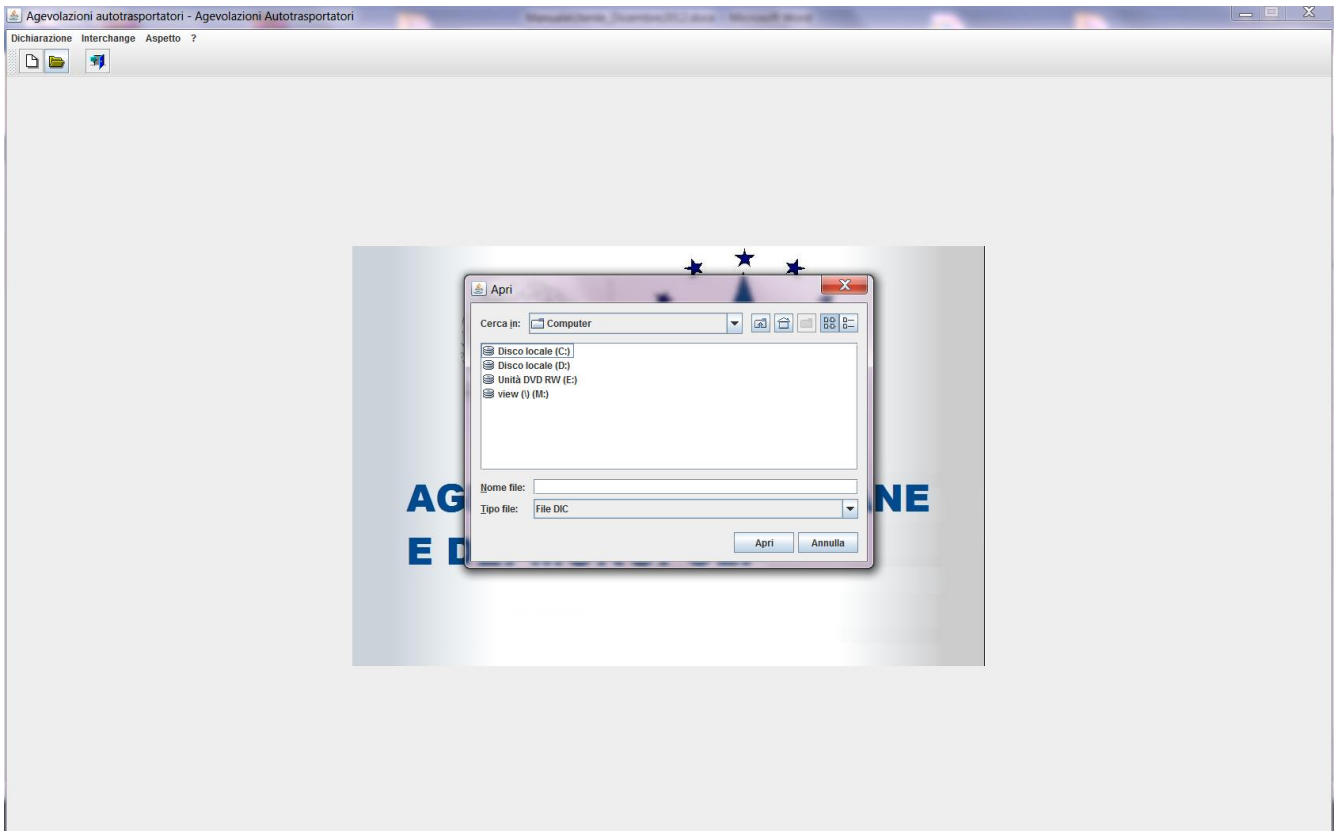 Agevolazioni autotrasportatori - Agevolazioni Autotrasportatori
Dichiarazione Interchange Aspetto ?
Apri
Cerca in: Computer
Disco locale (C:)
Disco locale (D:)
Unità DVD RW (E:)
view (\) (M:)
Nome file:
Tipo file: File DIC
Apri Annulla
AG NE
E D